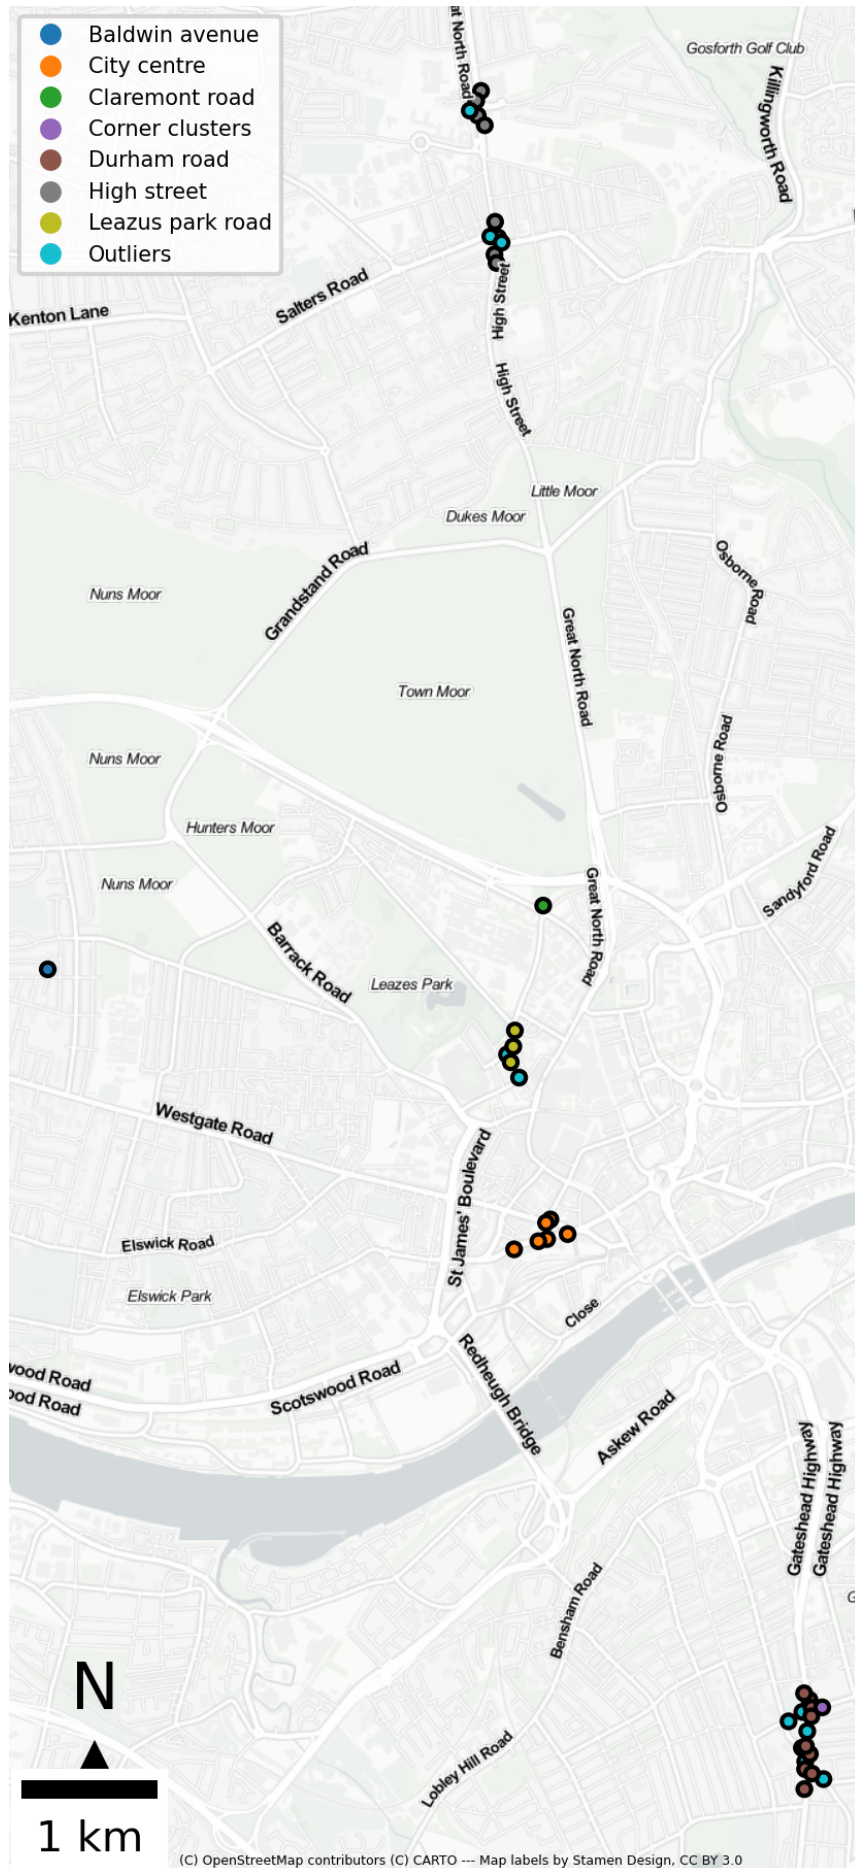 Baldwin avenue
City centre
Claremont road
Corner clusters
Durham road
High street
Leazus park road
Outliers
at North Road
Gosforth Golf Club
Killingworth Road
Salters Road
Kenton Lane
High Street
High Street
Little Moor
Dukes Moor
Grandstand Road
Osborne Road
Nuns Moor
Great North Road
Town Moor
Osborne Road
Nuns Moor
Hunters Moor
Sandyford Road
Nuns Moor
Great North Road
Barrack Road
Leazes Park
Westgate Road
St James' Boulevard
Elswick Road
Elswick Park
Close
Redheugh Bridge
wood Road
ood Road
Scotswood Road
Askew Road
Gateshead Highway
Gateshead Highway
Bensham Road
G
N
Lobley Hill Road
1 km
(C) OpenStreetMap contributors (C) CARTO --- Map labels by Stamen Design, CC BY 3.0